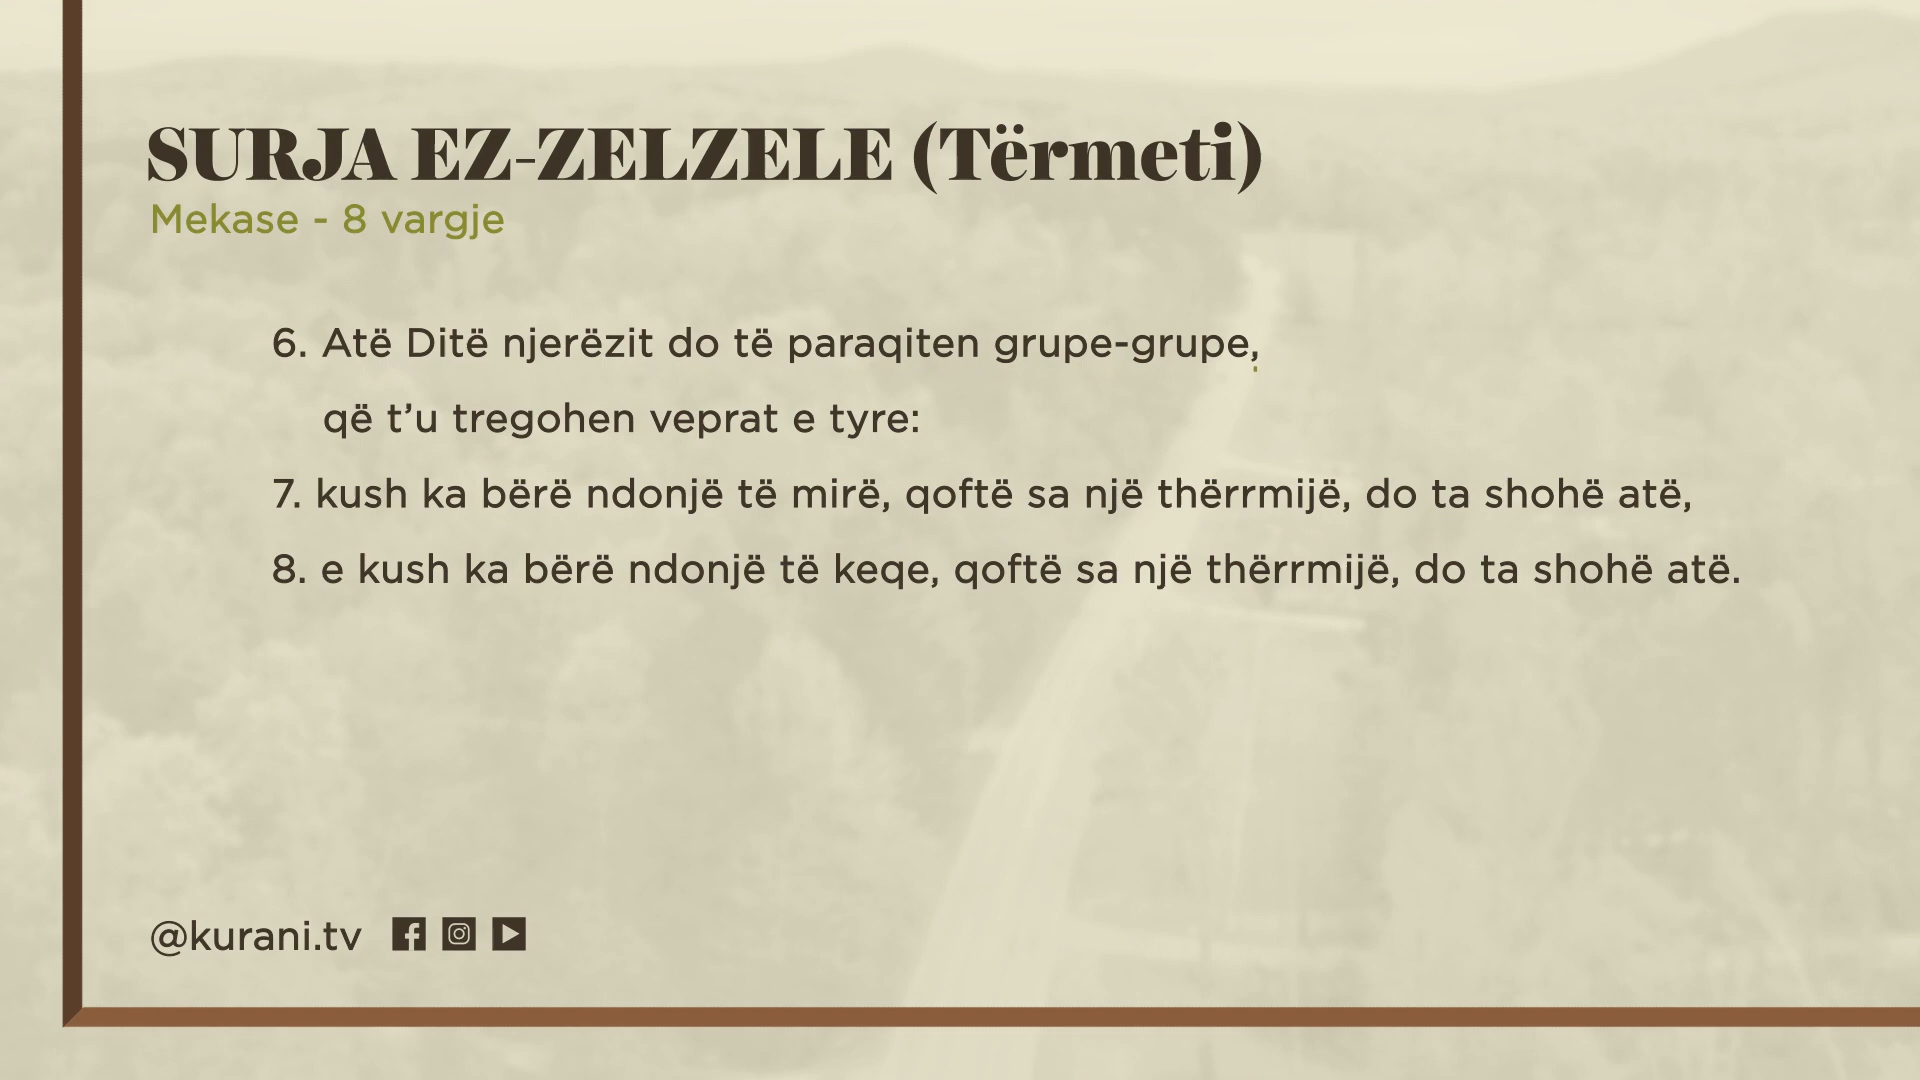 SURJA EZ-ZELZELE (Tërmeti)
Mekase - 8 vargje
6. Atë Ditë njerëzit do të paraqiten grupe-grupe,
që t’u tregohen veprat e tyre:
7. kush ka bërë ndonjë të mirë, qoftë sa një thërrmijë, do ta shohë atë,
8. e kush ka bërë ndonjë të keqe, qoftë sa një thërrmijë, do ta shohë atë.
@kurani.tv